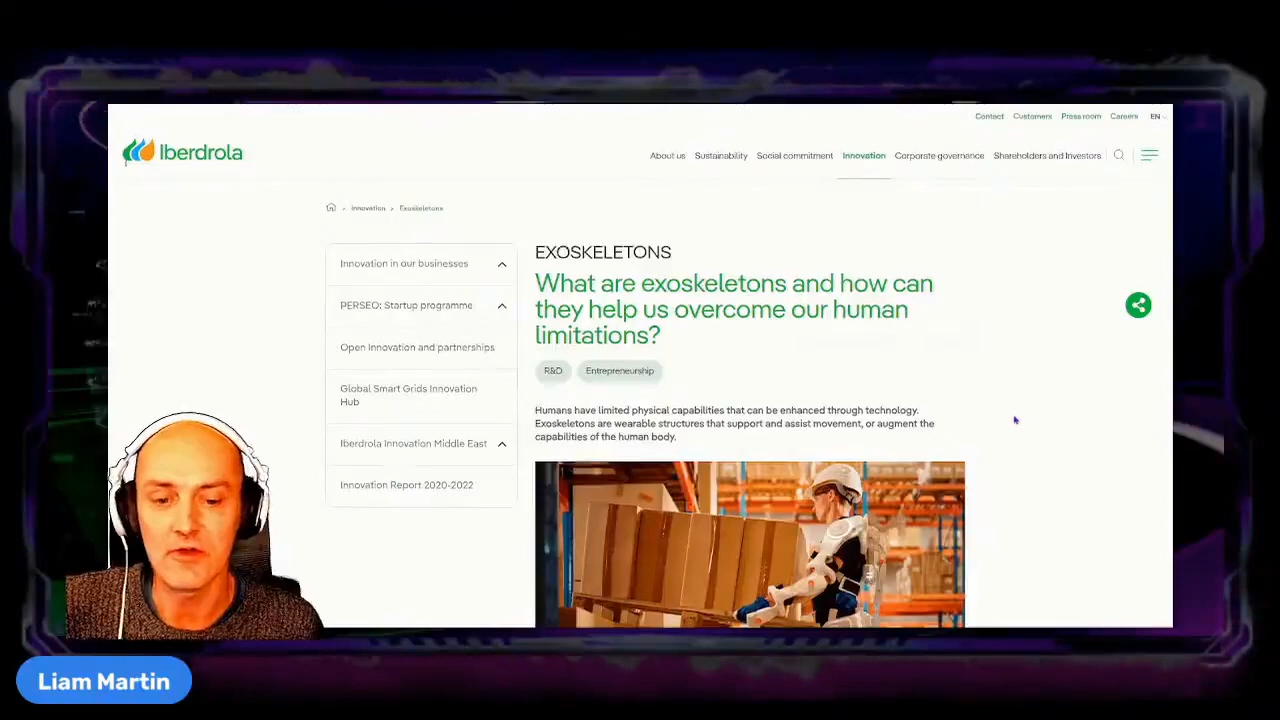 Contact Customers Press room Careers EN
Iberdrola
About us Sustainability Social commitment Innovation Corporate governance Shareholders and Investors
> Innovation > Exoskeletons
Innovation in our businesses
PERSEO: Startup programme
Open Innovation and partnerships
Global Smart Grids Innovation
Hub
Iberdrola Innovation Middle East
Innovation Report 2020-2022
EXOSKELETONS
What are exoskeletons and how can
they help us overcome our human
limitations?
R&D Entrepreneurship
Humans have limited physical capabilities that can be enhanced through technology.
Exoskeletons are wearable structures that support and assist movement, or augment the
capabilities of the human body.
Liam Martin